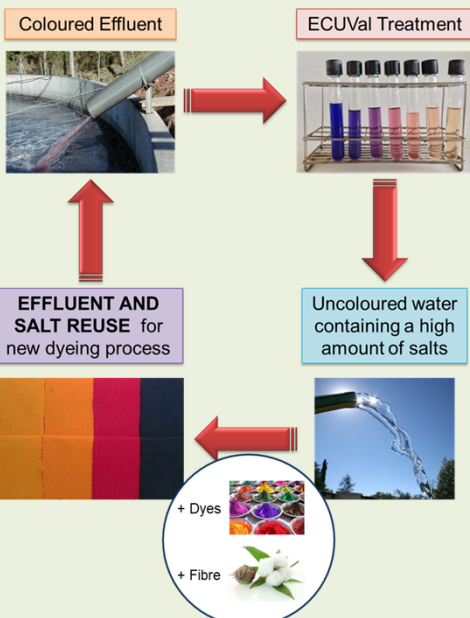 Coloured Effluent
ECUVal Treatment
EFFLUENT AND
SALT REUSE for
new dyeing process
Uncoloured water
containing a high
amount of salts
+ Dyes
+ Fibre